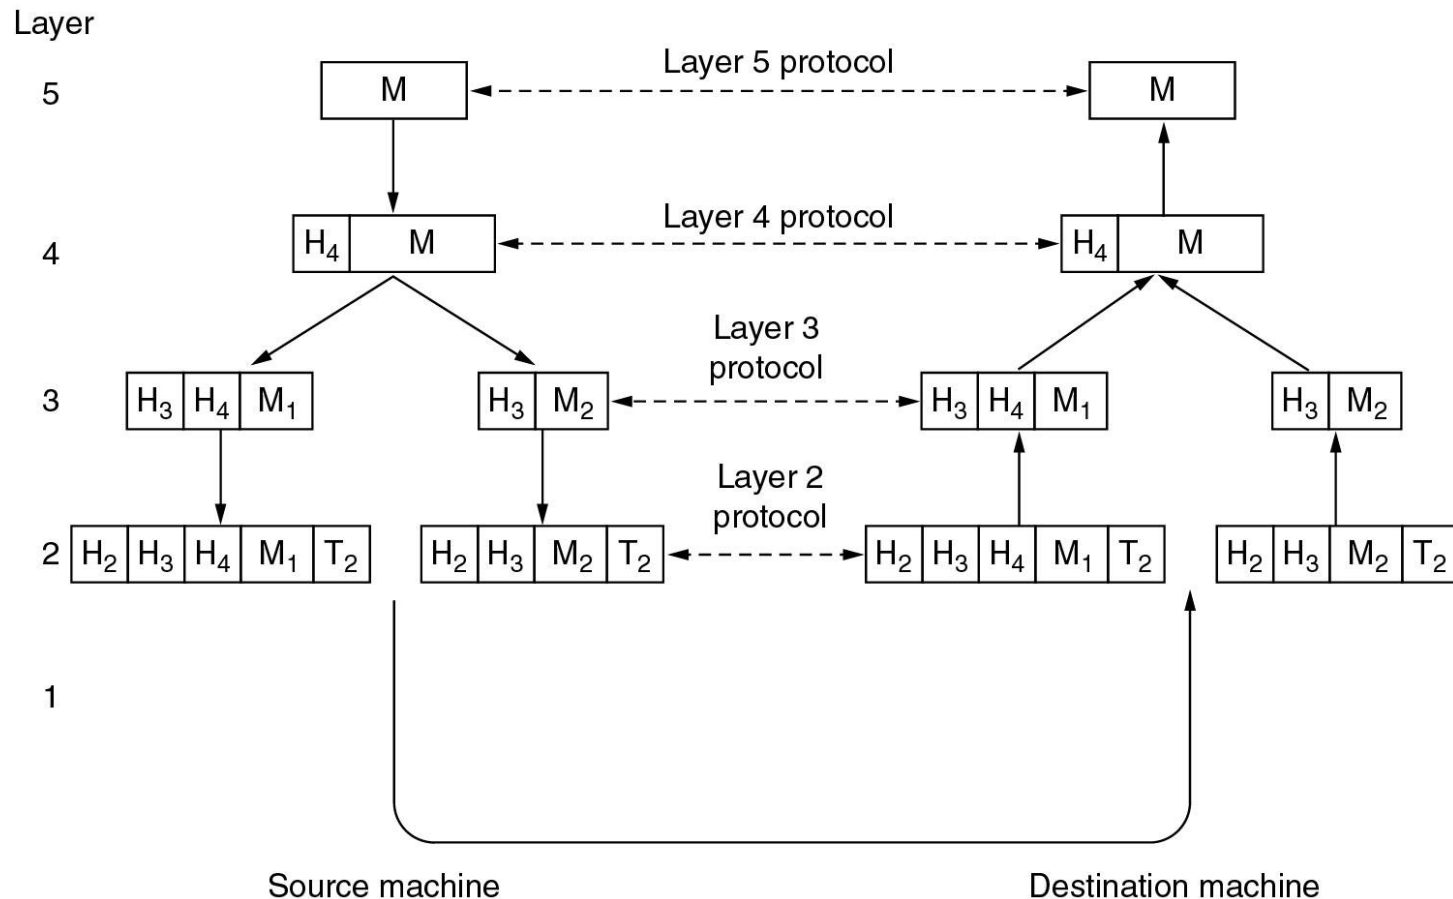 Layer
5 M Layer 5 protocol M
4 H₄ M Layer 4 protocol H₄ M
Layer 3
protocol
3 H₃ H₄ M₁ H₃ M₂ H₃ H₄ M₁ H₃ M₂
Layer 2
protocol
2 H₂ H₃ H₄ M₁ T₂ H₂ H₃ M₂ T₂ H₂ H₃ H₄ M₁ T₂ H₂ H₃ M₂ T₂
1
Source machine Destination machine